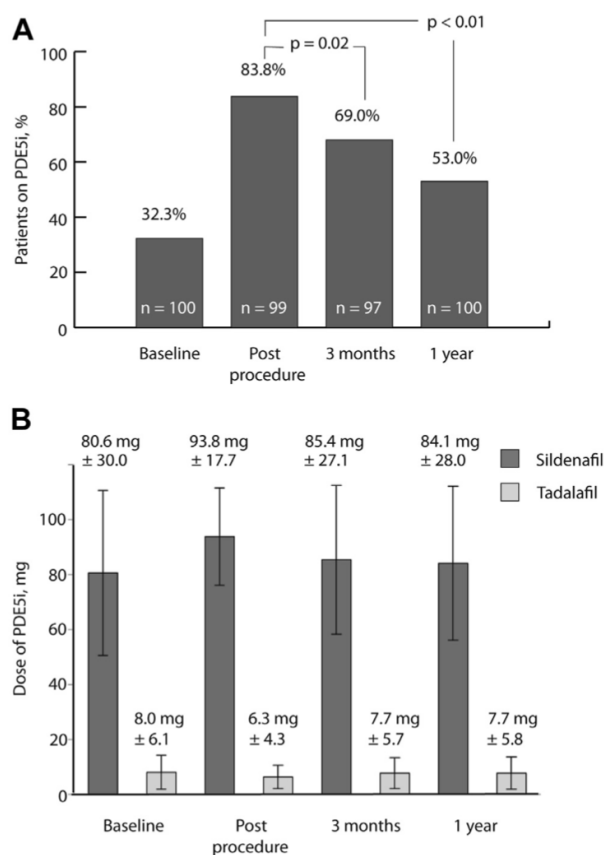 A
p < 0.01
p = 0.02
100
80
60
40
20
0
Patients on PDE5i, %
32.3%
83.8%
69.0%
53.0%
n = 100
n = 99
n = 97
n = 100
Baseline
Post
procedure
3 months
1 year
B
80.6 mg
± 30.0
93.8 mg
± 17.7
85.4 mg
± 27.1
84.1 mg
± 28.0
Sildenafil
Tadalafil
100
80
60
40
20
0
Dose of PDE5i, mg
8.0 mg
± 6.1
6.3 mg
± 4.3
7.7 mg
± 5.7
7.7 mg
± 5.8
Baseline
Post
procedure
3 months
1 year